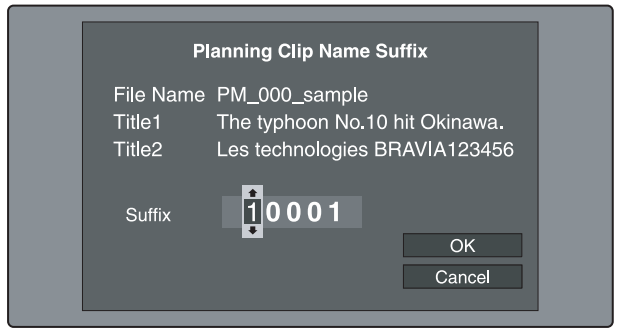 Planning Clip Name Suffix
File Name PM_000_sample
Title1 The typhoon No.10 hit Okinawa.
Title2 Les technologies BRAVIA123456
Suffix 10001
OK
Cancel